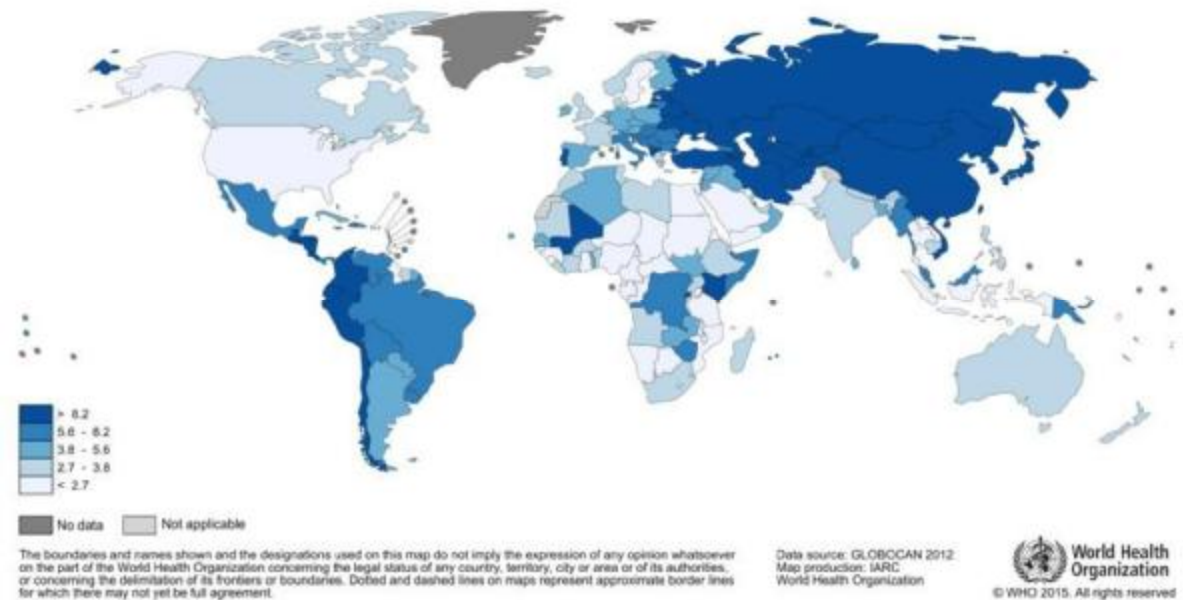 > 8.2
5.6 - 8.2
3.8 - 5.6
2.7 - 3.8
< 2.7
No data
Not applicable
The boundaries and names shown and the designations used on this map do not imply the expression of any opinion whatsoever
on the part of the World Health Organization concerning the legal status of any country, territory, city or area or of its authorities,
or concerning the delimitation of its frontiers or boundaries. Dotted and dashed lines on maps represent approximate border lines
for which there may not yet be full agreement.
Data source: GLOBOCAN 2012
Map production: IARC
World Health Organization
World Health
Organization
© WHO 2015. All rights reserved